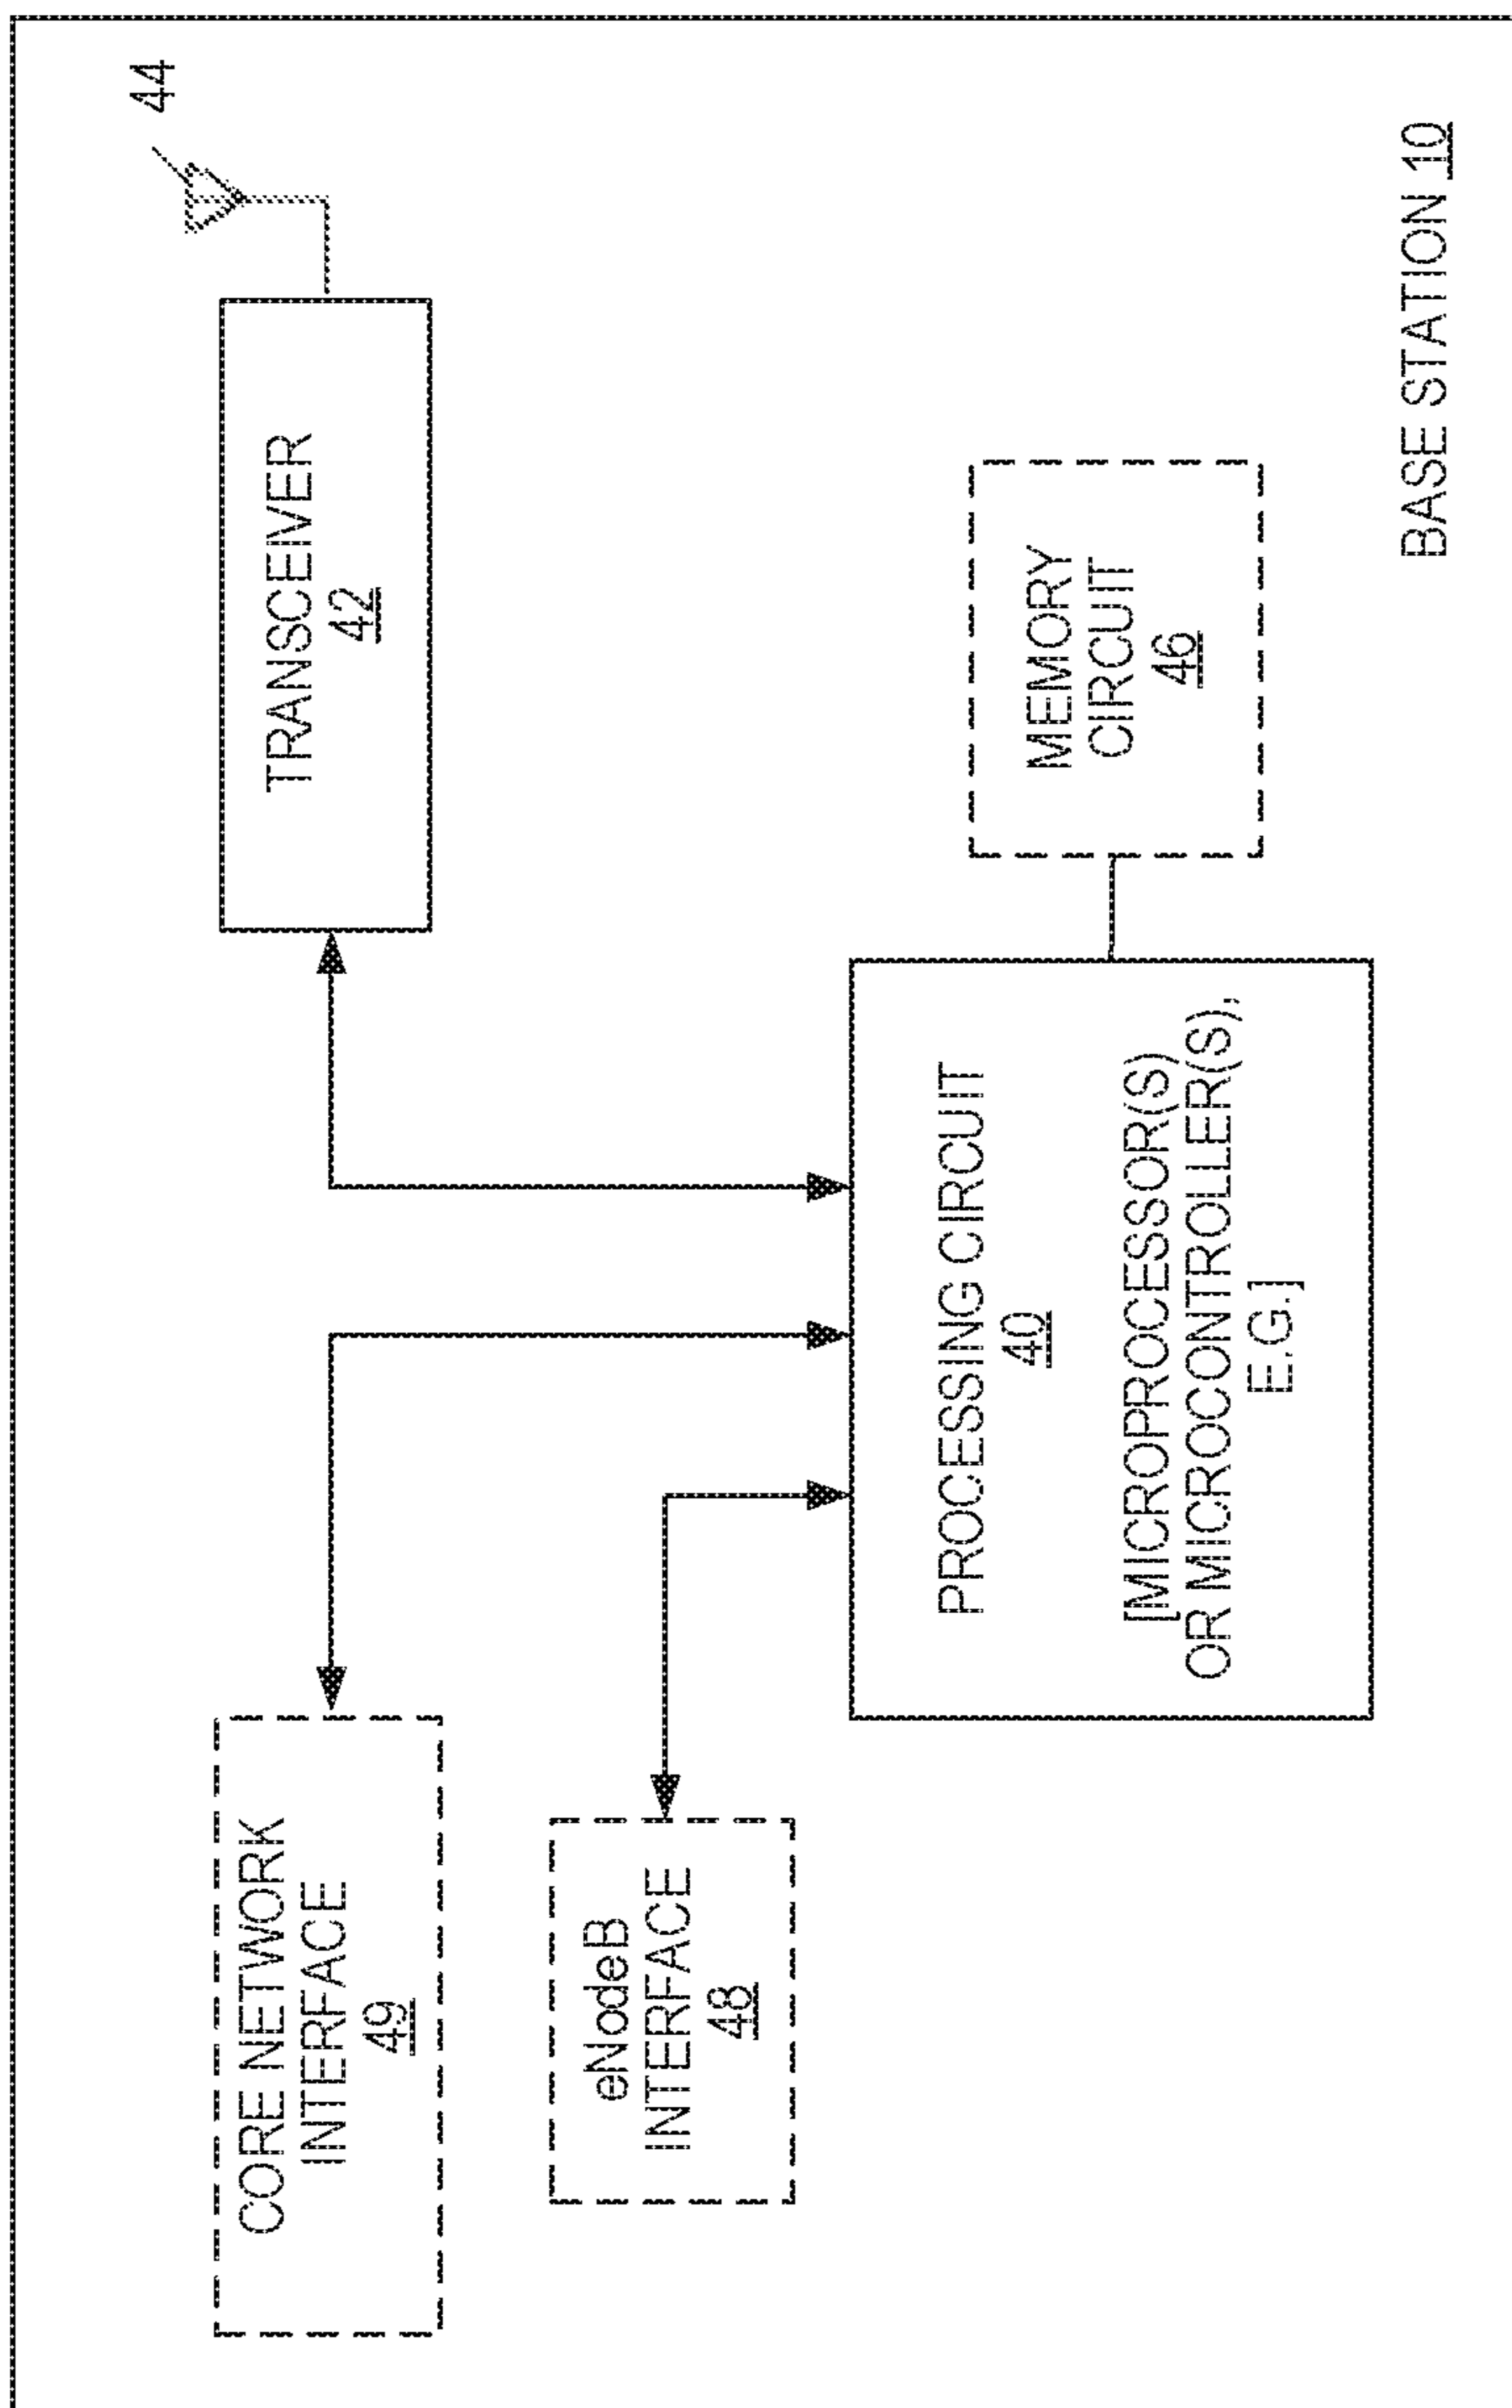 CORE NETWORK
INTERFACE
49
eNodeB
INTERFACE
48
TRANSCEIVER
42
44
PROCESSING CIRCUIT
40
[MICROPROCESSOR(S)
OR MICROCONTROLLER(S),
E.G.]
MEMORY
CIRCUIT
46
BASE STATION 10